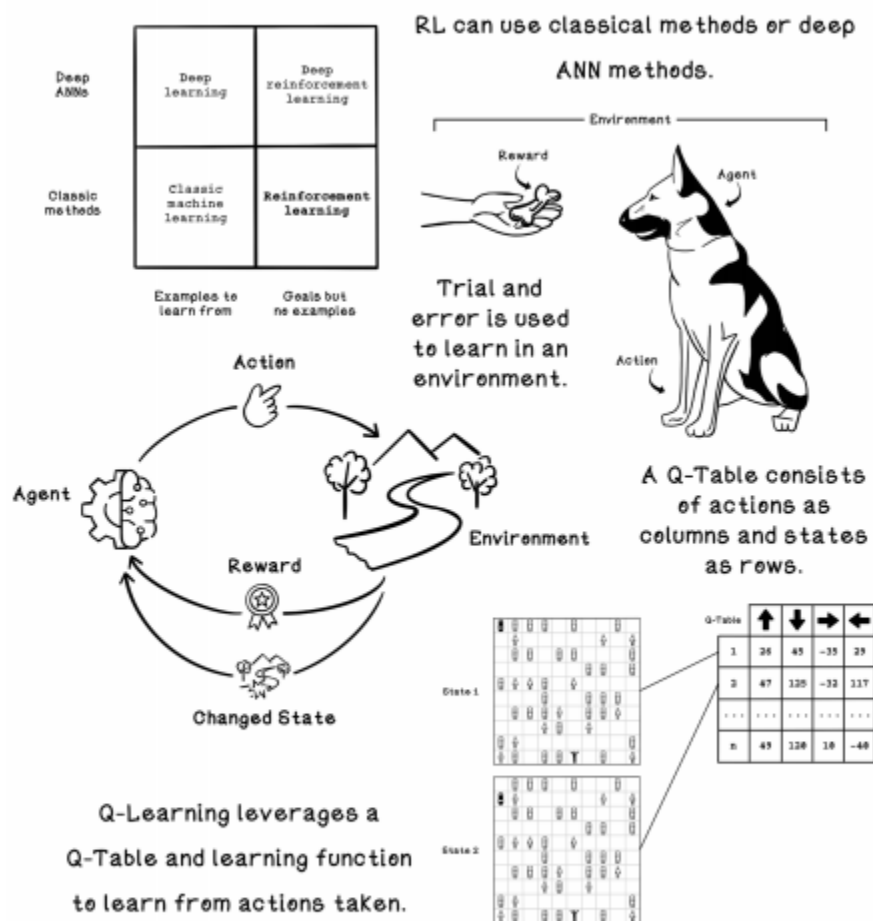 RL can use classical methods or deep
ANN methods.
Deep
ANNs
Deep
learning
Deep
reinforcement
learning
Classic
methods
Classic
machine
learning
Reinforcement
learning
Examples to
learn from
Goals but
no examples
Environment
Reward
Agent
Action
Trial and
error is used
to learn in an
environment.
Action
Agent
Environment
Reward
Changed State
A Q-Table consists
of actions as
columns and states
as rows.
Q-Table
1 26 45 -35 29
2 47 125 -32 117
... ... ... ... ...
n 49 120 10 -40
State 1
State 2
Q-Learning leverages a
Q-Table and learning function
to learn from actions taken.